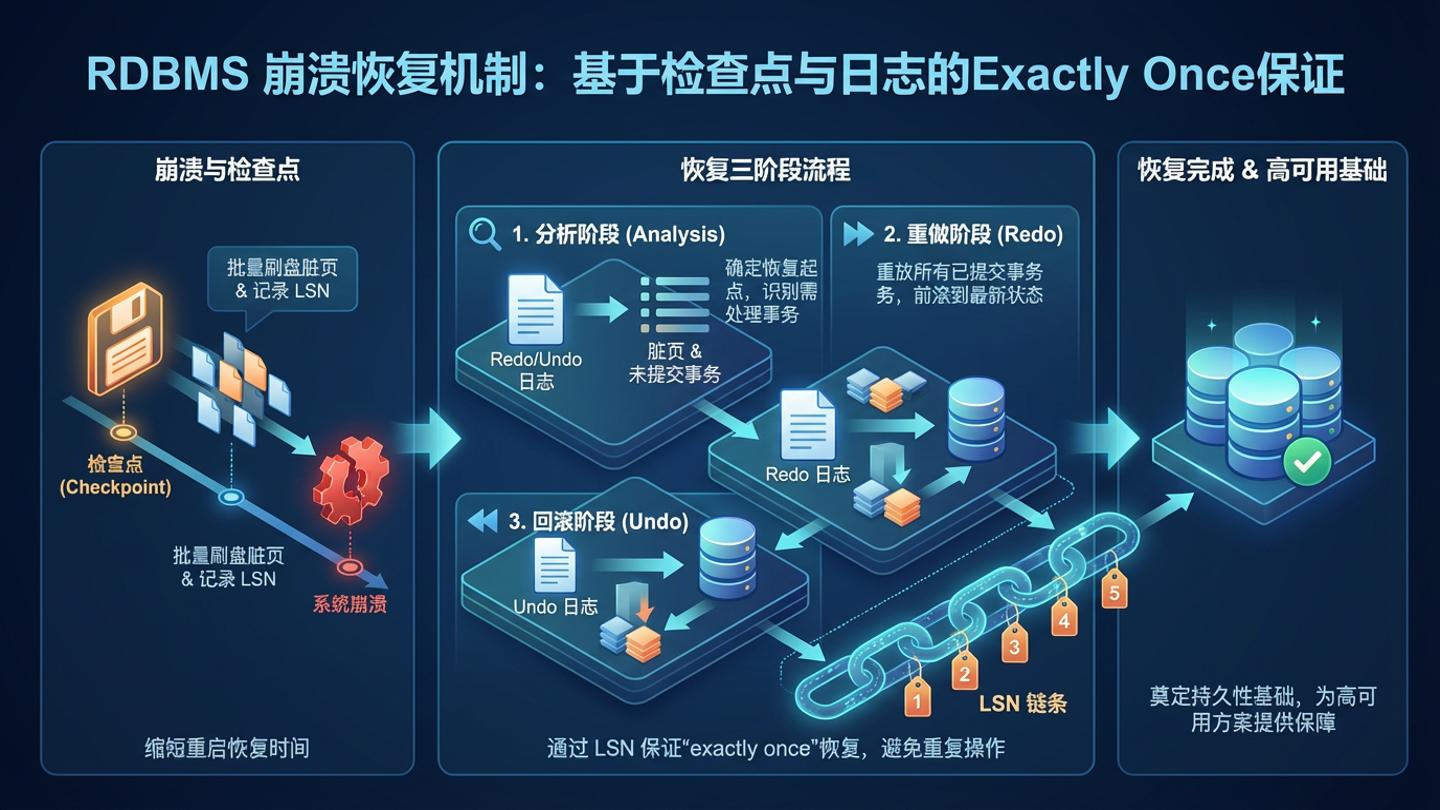 RDBMS 崩溃恢复机制：基于检查点与日志的Exactly Once保证
崩溃与检查点
批量刷盘脏页
& 记录 LSN
检查点
(Checkpoint)
批量刷盘脏页
& 记录 LSN
系统崩溃
缩短重启恢复时间
恢复三阶段流程
1. 分析阶段 (Analysis)
Redo/Undo
日志
脏页 &
未提交事务
确定恢复起
点，识别需
处理事务
2. 重做阶段 (Redo)
重放所有已提交事务
务，前滚到最新状态
Redo 日志
3. 回滚阶段 (Undo)
Undo 日志
1
2
3
4
5
LSN 链条
通过 LSN 保证“exactly once”恢复，避免重复操作
恢复完成 & 高可用基础
奠定持久性基础，为高可
用方案提供保障